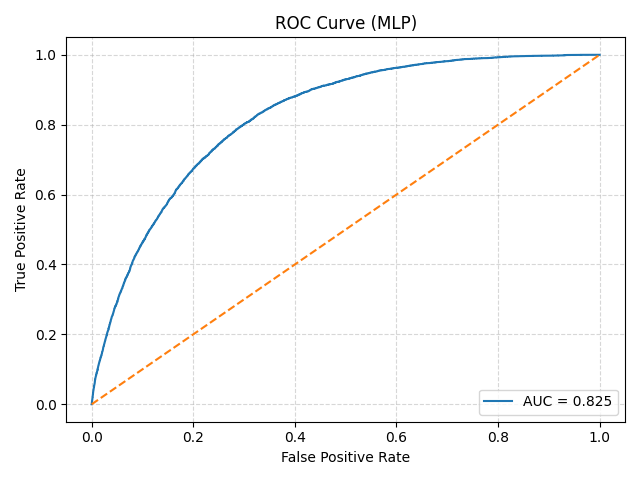 ROC Curve (MLP)
1.0
0.8
0.6
0.4
0.2
0.0
True Positive Rate
AUC = 0.825
0.0 0.2 0.4 0.6 0.8 1.0
False Positive Rate